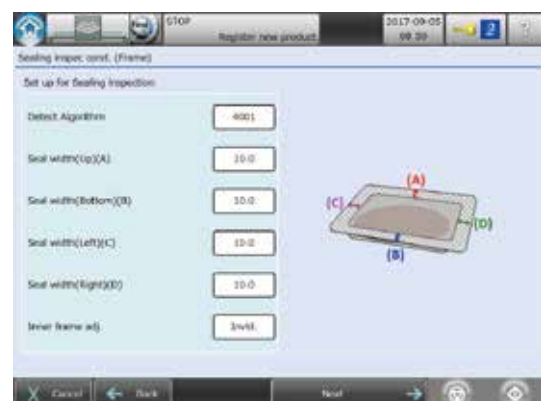 STOP
Register new product
2017-09-05
09:30
2
Sealing inspec. cond. (Frame)
Set up for Sealing inspection
Detect Algorithm
4001
Seal width(Up)(A)
10.0
Seal width(Bottom)(B)
10.0
Seal width(Left)(C)
10.0
Seal width(Right)(D)
10.0
Inner frame adj.
Invld.
(A)
(C)
(D)
(B)
Cancel
Back
Next